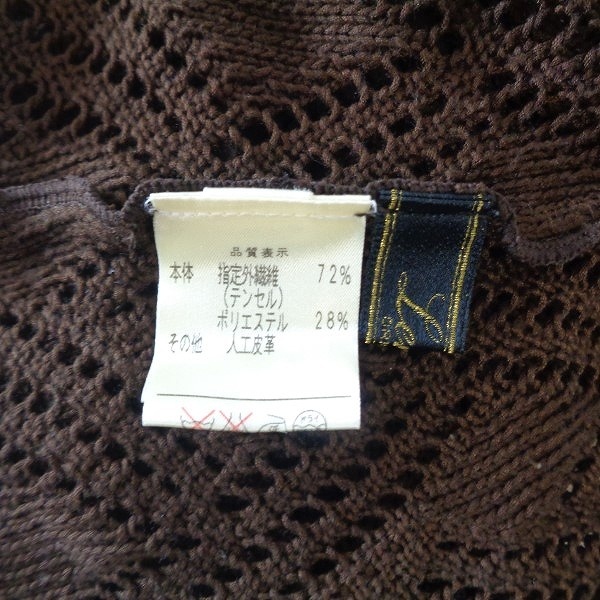 品質表示
本体 指定外繊維 72%
(テンセル)
ポリエステル 28%
その他 人工皮革